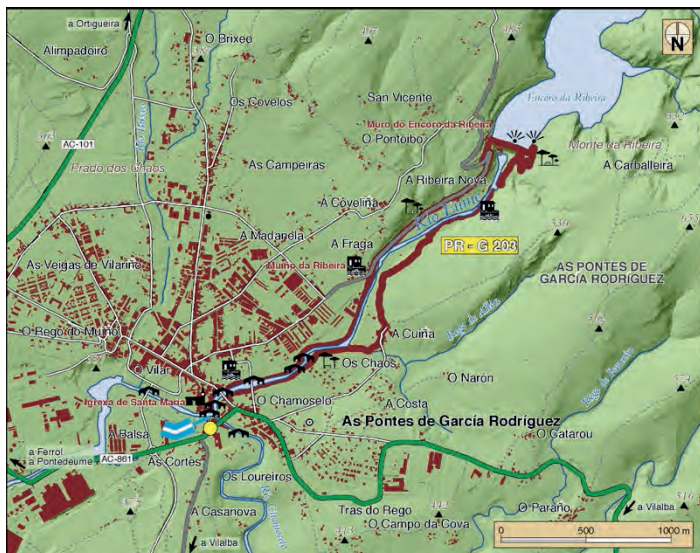 a Ortigueira
O Brixeo
Alimpadoiro
N
Encoro da Ribeira
Os Covelos
San Vicente
Muro do Encoro da Ribeira
O Pontoibo
Monte da Ribeira
A Carballeira
AC-101
Prado dos Chaos
As Campeiras
A Ribeira Nova
A Coveliña
Río Eume
A Madanela
A Fraga
PR - G 203
Muíño da Ribeira
As Veigas de Vilariño
AS PONTES DE
GARCÍA RODRÍGUEZ
O Rego do Muíño
A Cuiña
O Vilar
Os Chaos
O Narón
Igrexa de Santa María
O Chamoselo
A Costa
As Pontes de García Rodríguez
A Balsa
O Catarou
a Ferrol
a Pontedeume
AC-861
As Cortes
Os Loureiros
A Casanova
Tras do Rego
O Campo da Cova
O Paraño
a Vilalba
a Vilalba
0 500 1000 m